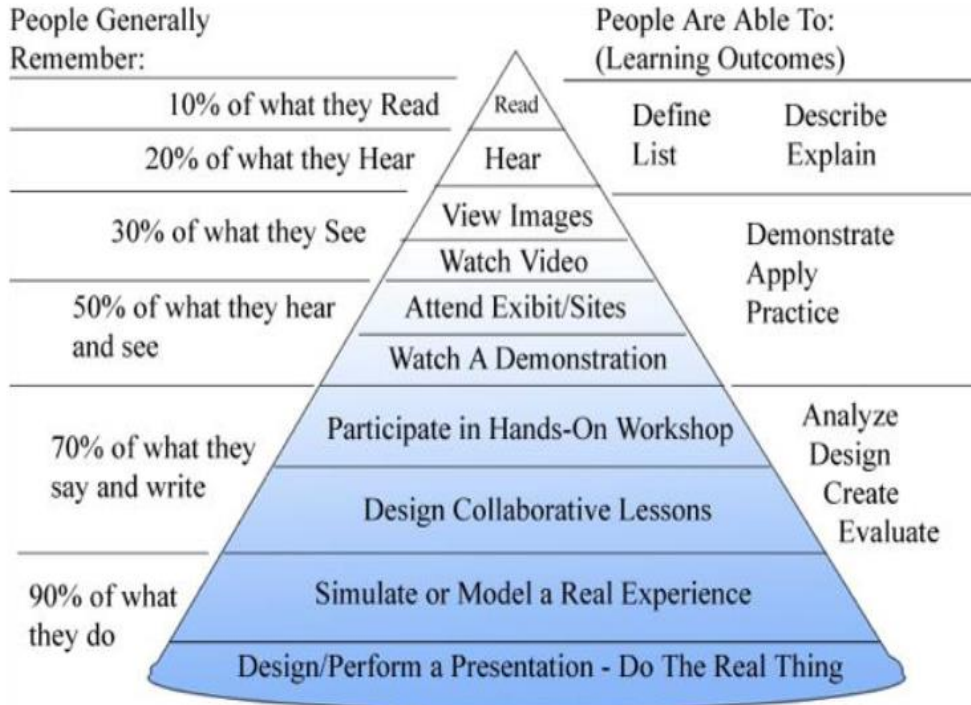 People Generally
Remember:
People Are Able To:
(Learning Outcomes)
10% of what they Read
Read
Define
Describe
List
Explain
20% of what they Hear
Hear
30% of what they See
View Images
Watch Video
Demonstrate
Apply
Practice
50% of what they hear
and see
Attend Exibit/Sites
Watch A Demonstration
70% of what they
say and write
Participate in Hands-On Workshop
Design Collaborative Lessons
Analyze
Design
Create
Evaluate
90% of what
they do
Simulate or Model a Real Experience
Design/Perform a Presentation - Do The Real Thing